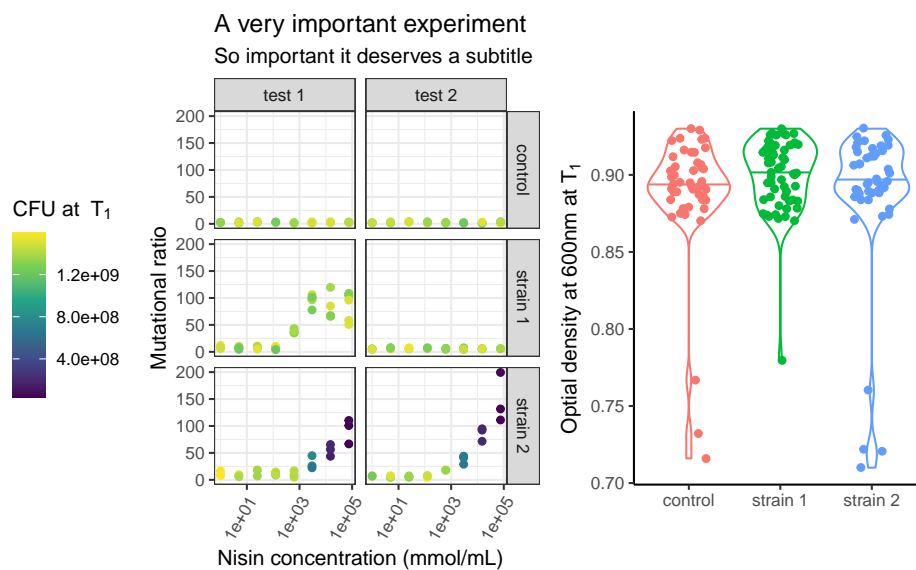 A very important experiment
So important it deserves a subtitle
test 1
test 2
control
strain 1
strain 2
200
150
100
50
0
200
150
100
50
0
200
150
100
50
0
Mutational ratio
1e+01
1e+03
1e+05
1e+01
1e+03
1e+05
Nisin concentration (mmol/mL)
CFU at T1
1.2e+09
8.0e+08
4.0e+08
Optial density at 600nm at T1
0.90
0.85
0.80
0.75
0.70
control
strain 1
strain 2